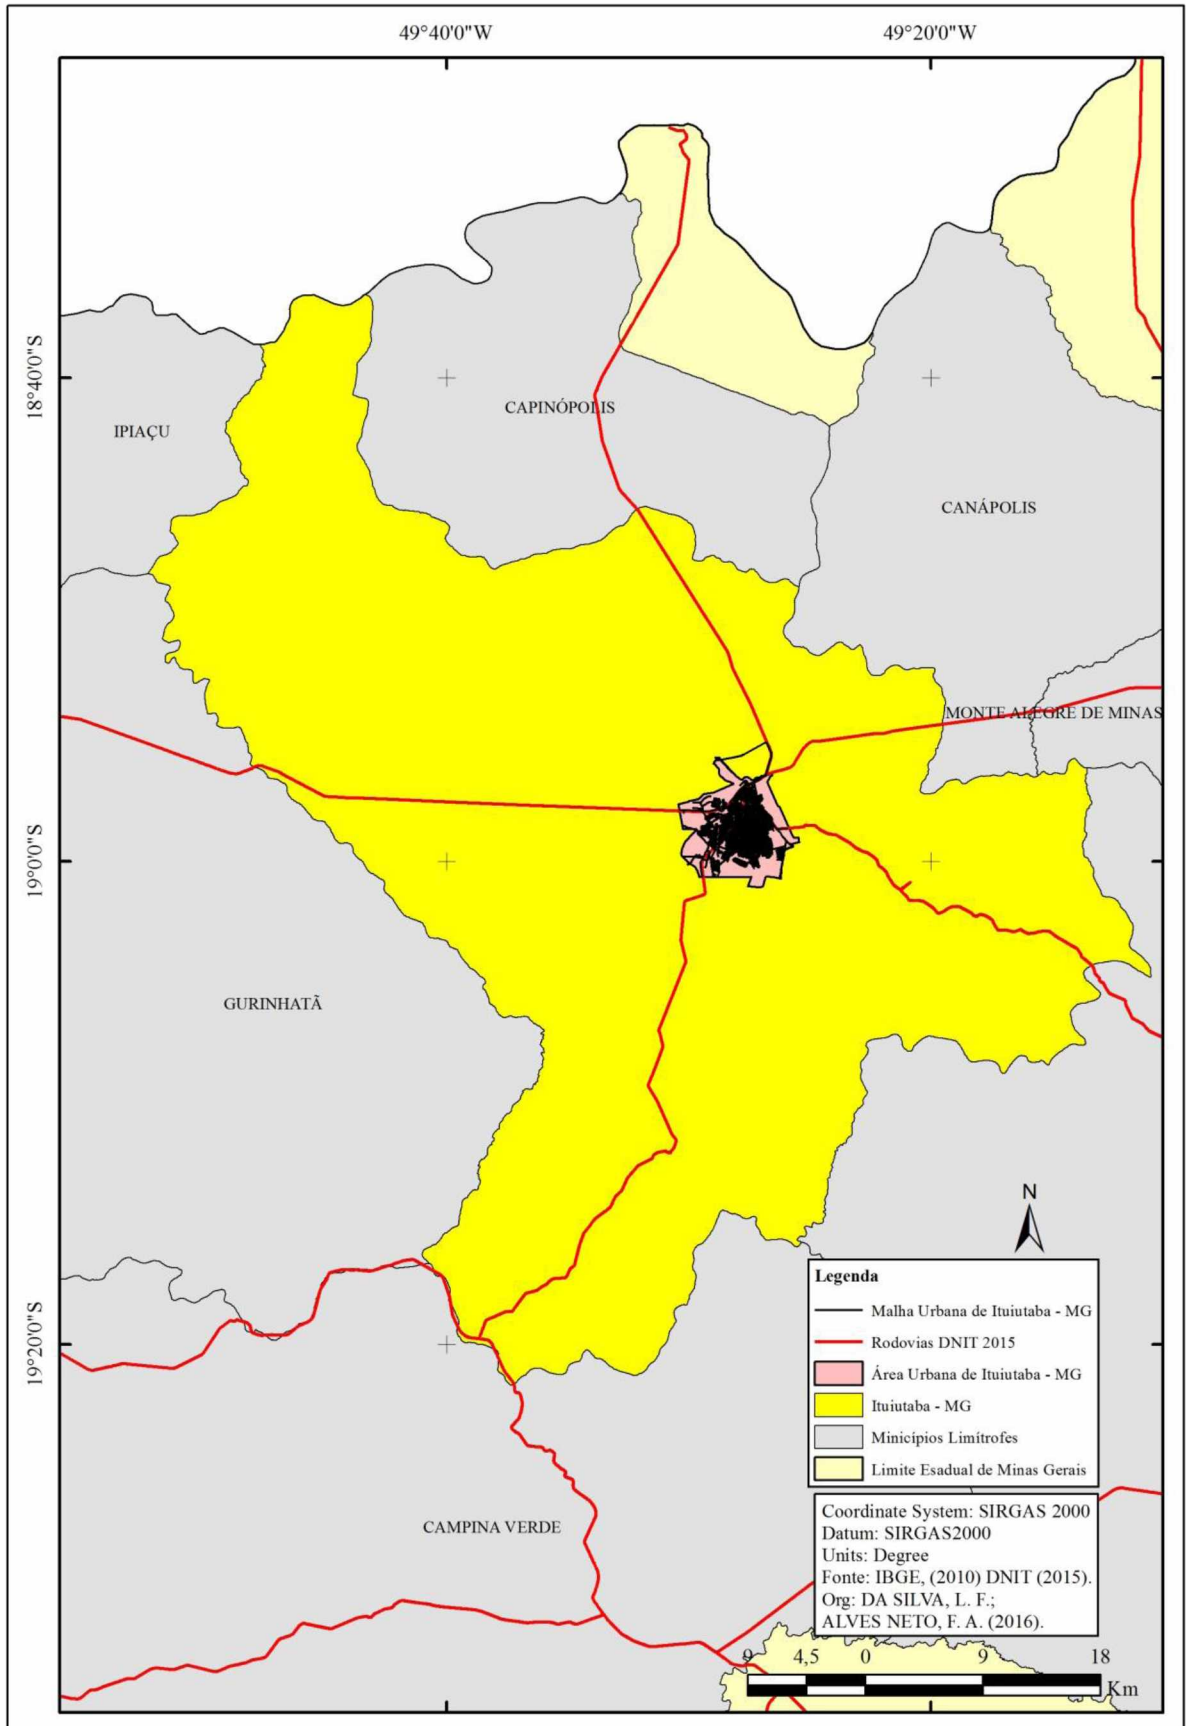 49°40'0"W
49°20'0"W
18°40'0"S
CAPINÓPOLIS
IPIAÇU
CANÁPOLIS
MONTE ALEGRE DE MINAS
19°0'0"S
GURINHATÃ
N
19°20'0"S
Legenda
Malha Urbana de Ituiutaba - MG
Rodovias DNIT 2015
Área Urbana de Ituiutaba - MG
Ituiutaba - MG
Minicípios Limítrofes
Limite Esadual de Minas Gerais
CAMPINA VERDE
Coordinate System: SIRGAS 2000
Datum: SIRGAS2000
Units: Degree
Fonte: IBGE, (2010) DNIT (2015).
Org: DA SILVA, L. F.;
ALVES NETO, F. A. (2016).
9 4,5 0 9 18
Km